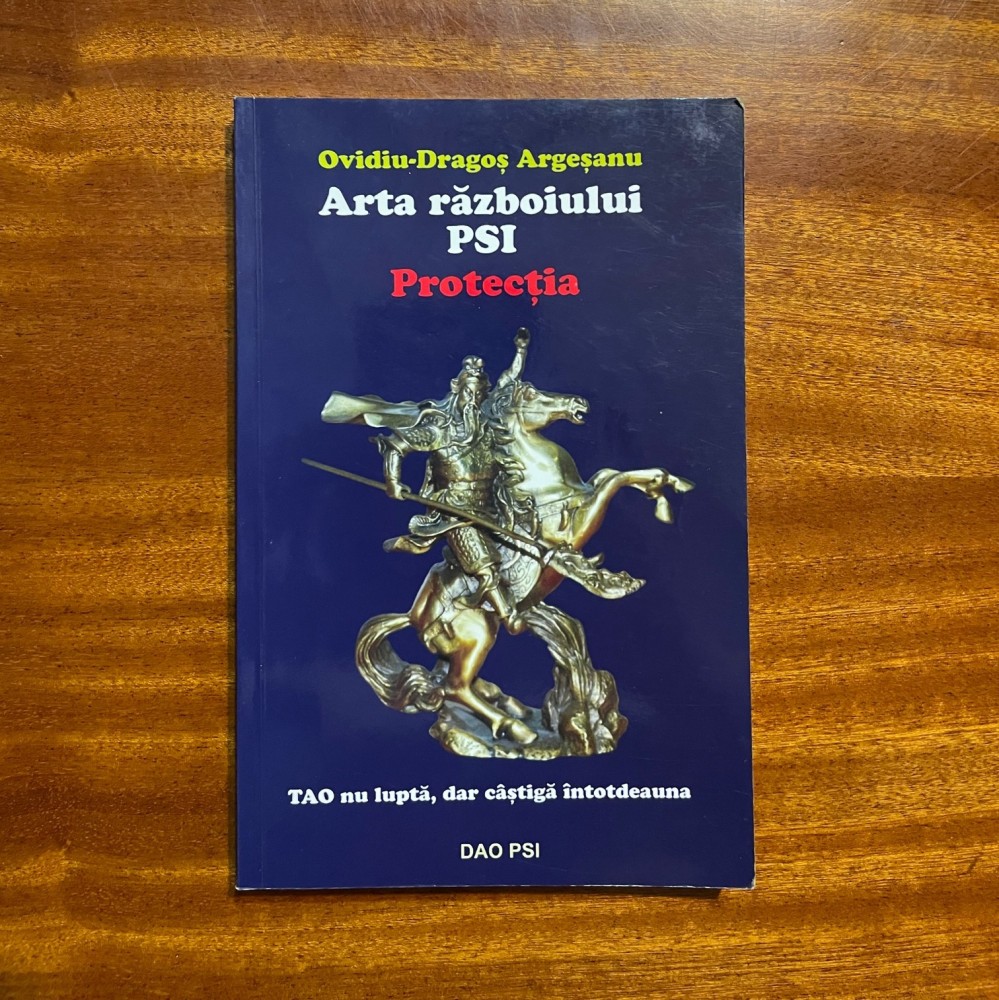 Ovidiu-Dragoș Argeșanu
Arta războiului
PSI
Protecția
TAO nu luptă, dar câștigă întotdeauna
DAO PSI